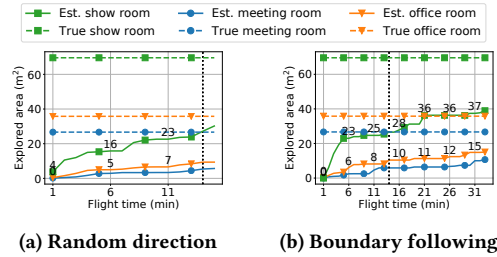 Est. show room Est. meeting room Est. office room
True show room True meeting room True office room
Explored area (m²)
60
40
20
0
4
16
23
5
7
1 6 11
Flight time (min)
(a) Random direction
Explored area (m²)
60
40
20
0
0
23
25
28
36
36
37
6
8
10
11
12
15
1 6 11 16 21 26 31
Flight time (min)
(b) Boundary following